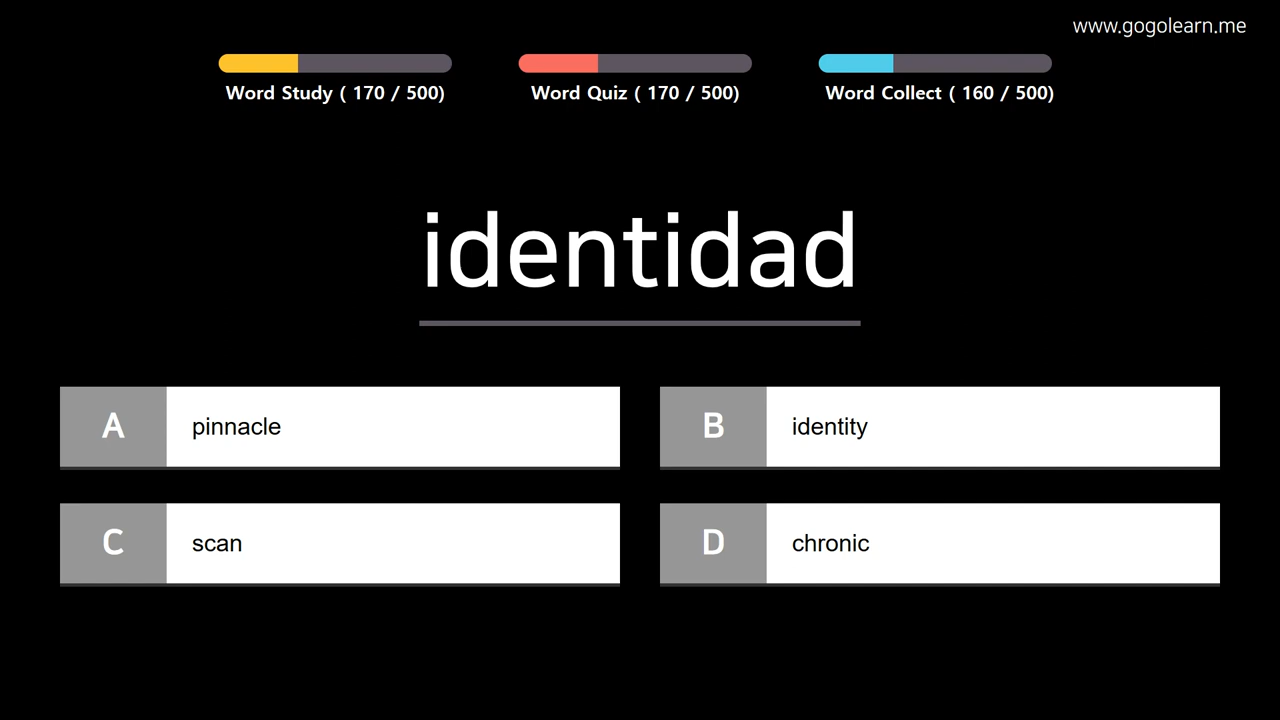 www.gogolearn.me
Word Study ( 170 / 500)
Word Quiz ( 170 / 500)
Word Collect ( 160 / 500)
identidad
A pinnacle
B identity
C scan
D chronic